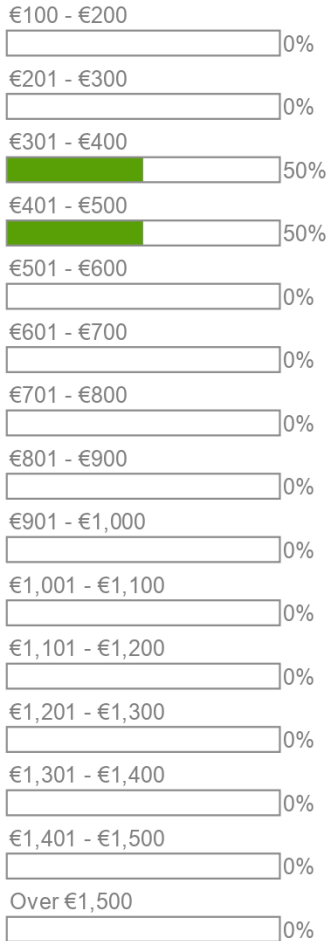 €100 - €200
0%
€201 - €300
0%
€301 - €400
50%
€401 - €500
50%
€501 - €600
0%
€601 - €700
0%
€701 - €800
0%
€801 - €900
0%
€901 - €1,000
0%
€1,001 - €1,100
0%
€1,101 - €1,200
0%
€1,201 - €1,300
0%
€1,301 - €1,400
0%
€1,401 - €1,500
0%
Over €1,500
0%